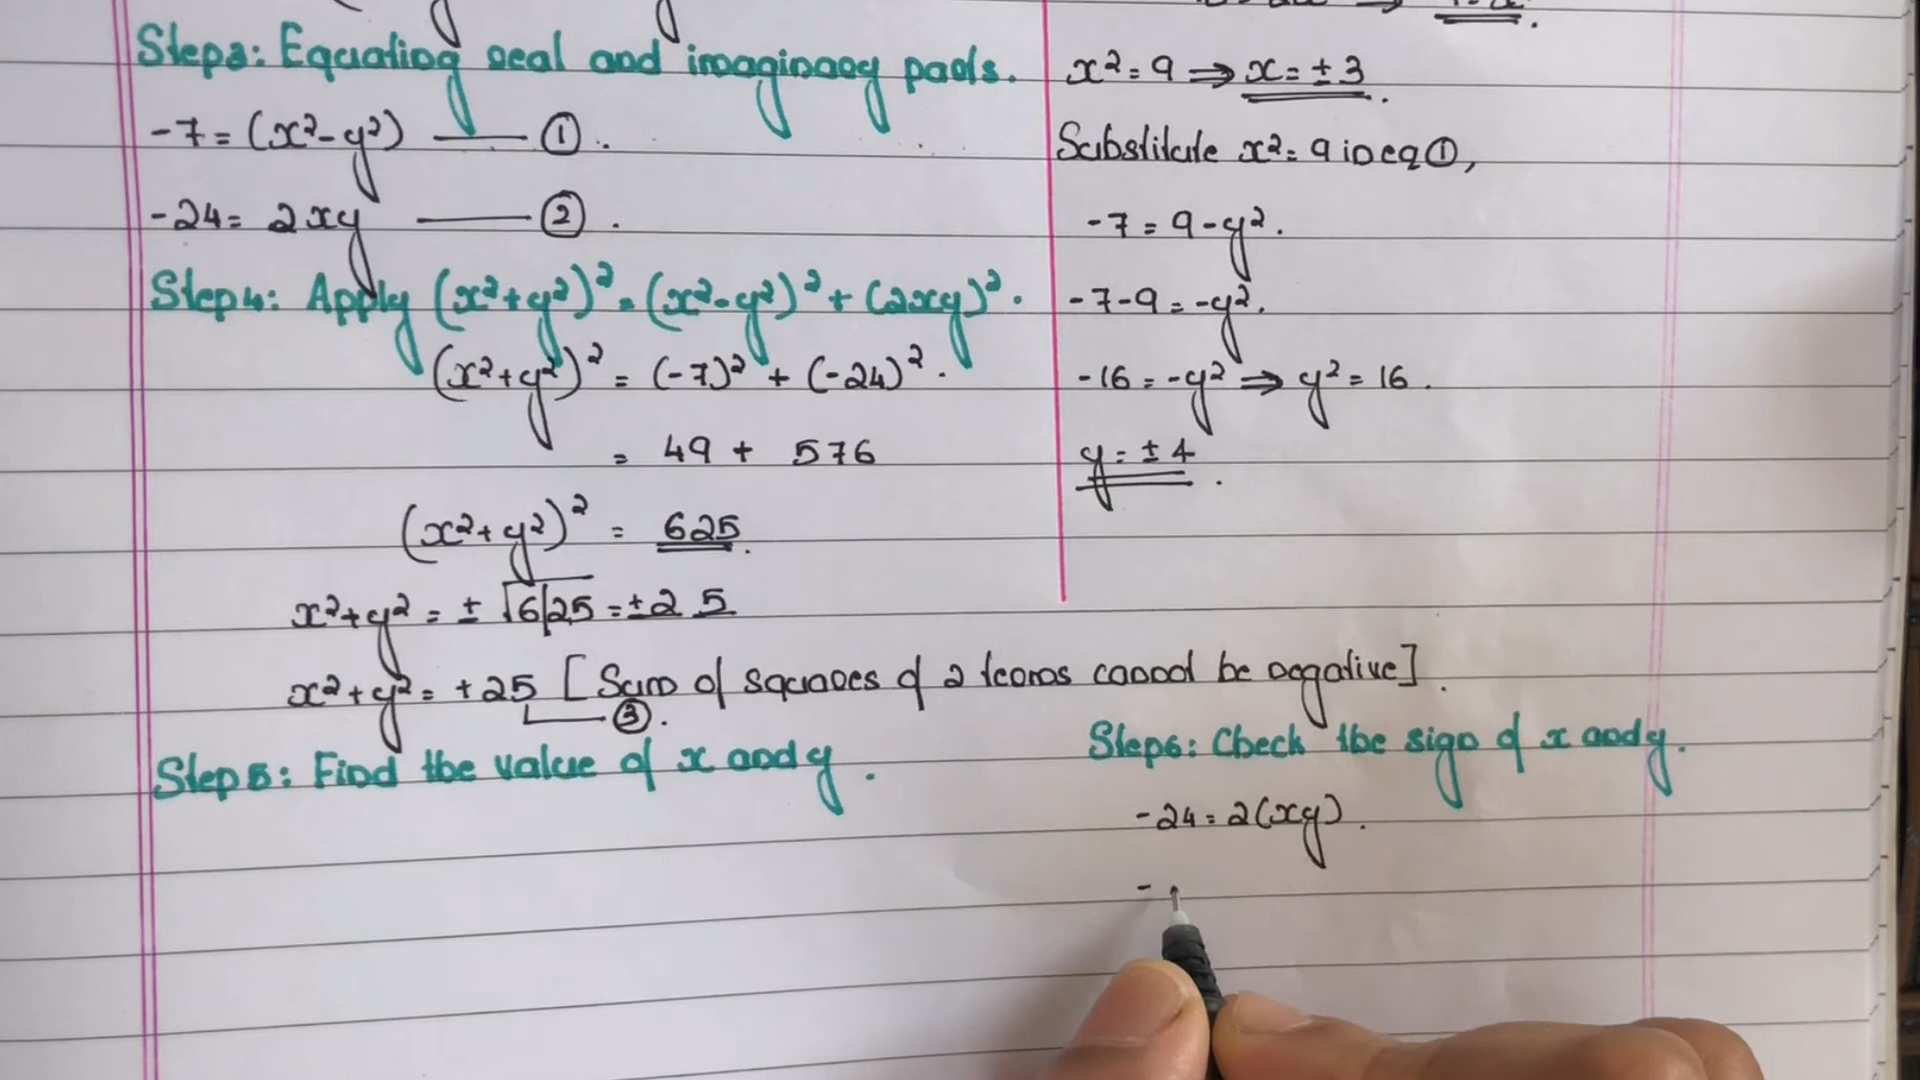 Step3: Equating real and imaginary parts.
-7 = (x²-y²) —— ①.
-24 = 2xy —— ②.
Step4: Apply (x²+y²)² = (x²-y²)² + (2xy)².
(x²+y²)² = (-7)² + (-24)².
= 49 + 576
(x²+y²)² = 625.
x²+y² = ± √625 = ±25
x²+y² = +25 [Sum of squares of 2 terms cannot be negative].
③.
Step5: Find the value of x and y.
x² = 9 ⇒ x = ±3.
Substitute x² = 9 in eq ①,
-7 = 9-y².
-7-9 = -y².
-16 = -y² ⇒ y² = 16.
y = ±4.
Step6: Check the sign of x and y.
-24 = 2(xy).
-